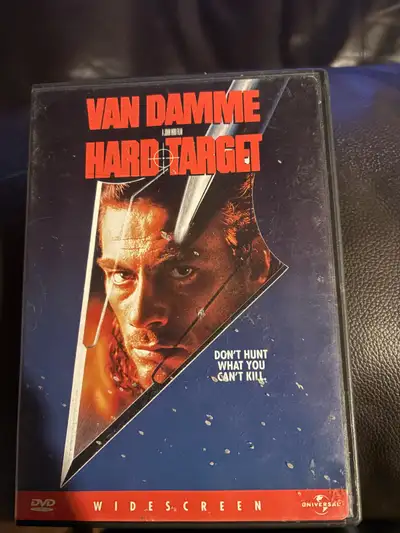 VAN DAMME
A JOHN WOO FILM
HARD TARGET
DON'T HUNT
WHAT YOU
CAN'T KILL.
DVD
WIDESCREEN
UNIVERSAL